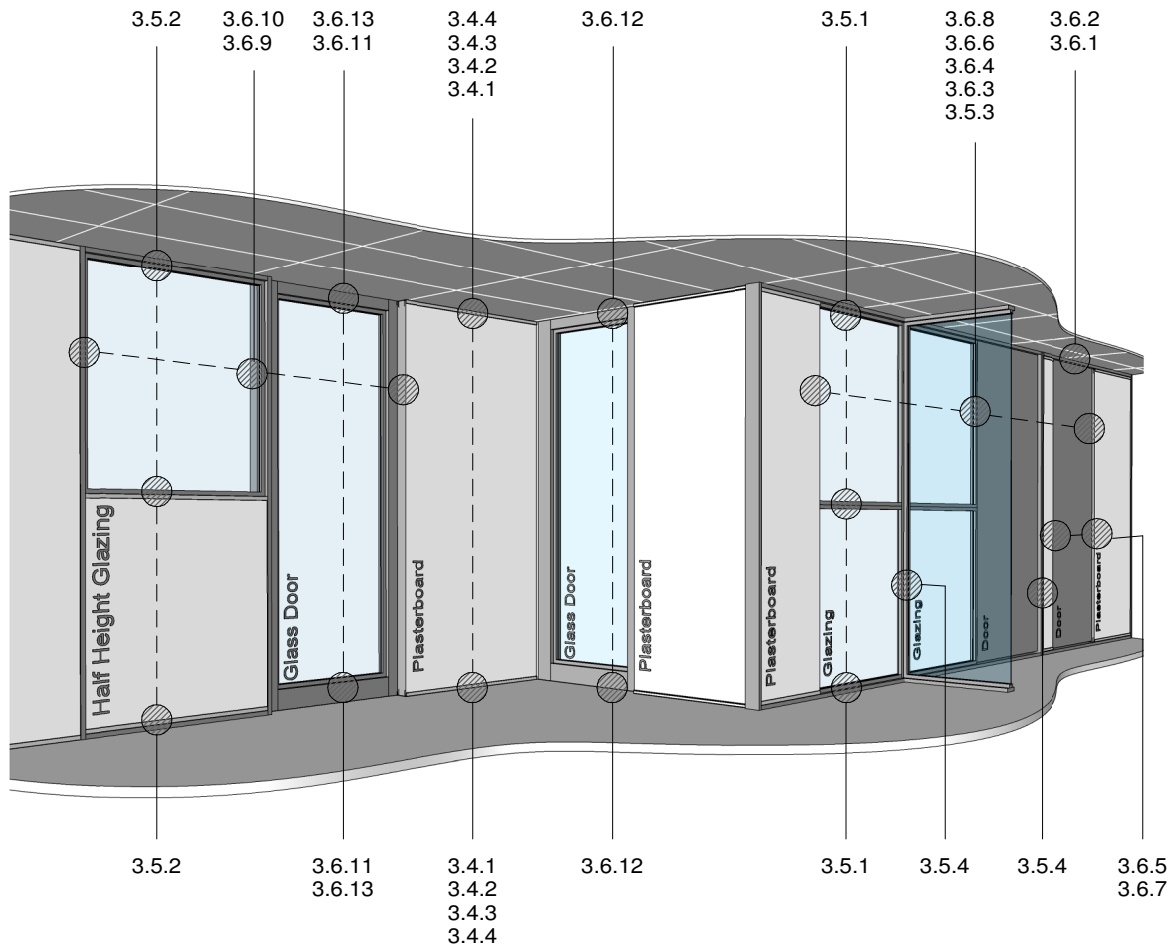 3.5.2
3.6.10
3.6.9
3.6.13
3.6.11
3.4.4
3.4.3
3.4.2
3.4.1
3.6.12
3.5.1
3.6.8
3.6.6
3.6.4
3.6.3
3.5.3
3.6.2
3.6.1
Half Height Glazing
Glass Door
Plasterboard
Glass Door
Plasterboard
Plasterboard
Glazing
Glazing
Door
Door
Plasterboard
3.5.2
3.6.11
3.6.13
3.4.1
3.4.2
3.4.3
3.4.4
3.6.12
3.5.1
3.5.4
3.5.4
3.6.5
3.6.7